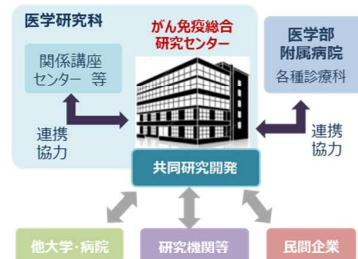 医学研究科
がん免疫総合
研究センター
医学部
附属病院
各種診療科
関係講座
センター 等
連携
協力
連携
協力
共同研究開発
他大学・病院
研究機関等
民間企業